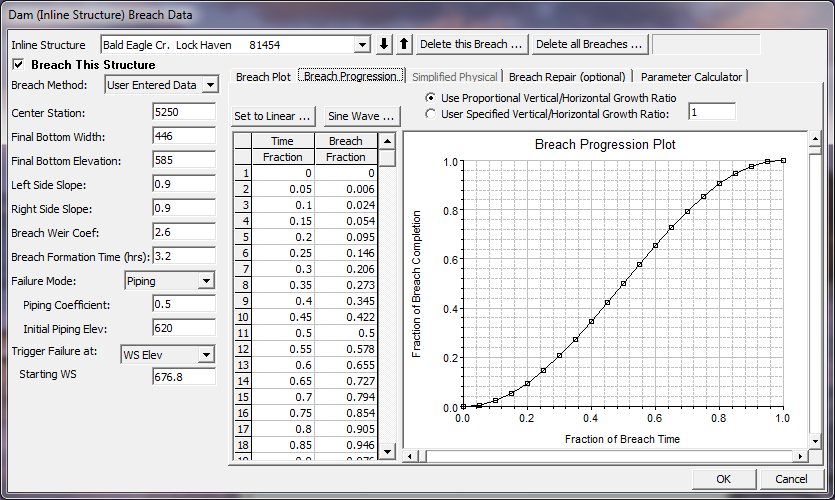 Dam (Inline Structure) Breach Data
Inline Structure Bald Eagle Cr. Lock Haven 81454 Delete this Breach ... Delete all Breaches ...
Breach This Structure
Breach Method: User Entered Data
Center Station: 5250
Final Bottom Width: 446
Final Bottom Elevation: 585
Left Side Slope: 0.9
Right Side Slope: 0.9
Breach Weir Coef: 2.6
Breach Formation Time (hrs): 3.2
Failure Mode: Piping
Piping Coefficient: 0.5
Initial Piping Elev: 620
Trigger Failure at: WS Elev
Starting WS 676.8
Breach Plot Breach Progression Simplified Physical Breach Repair (optional) Parameter Calculator
Set to Linear ... Sine Wave ...
Use Proportional Vertical/Horizontal Growth Ratio
User Specified Vertical/Horizontal Growth Ratio: 1
Time Breach
Fraction Fraction
1 0 0
2 0.05 0.006
3 0.1 0.024
4 0.15 0.054
5 0.2 0.095
6 0.25 0.146
7 0.3 0.206
8 0.35 0.273
9 0.4 0.345
10 0.45 0.422
11 0.5 0.5
12 0.55 0.578
13 0.6 0.655
14 0.65 0.727
15 0.7 0.794
16 0.75 0.854
17 0.8 0.905
18 0.85 0.946
Breach Progression Plot
Fraction of Breach Completion
1.0
0.8
0.6
0.4
0.2
0.0
0.0 0.2 0.4 0.6 0.8 1.0
Fraction of Breach Time
OK Cancel